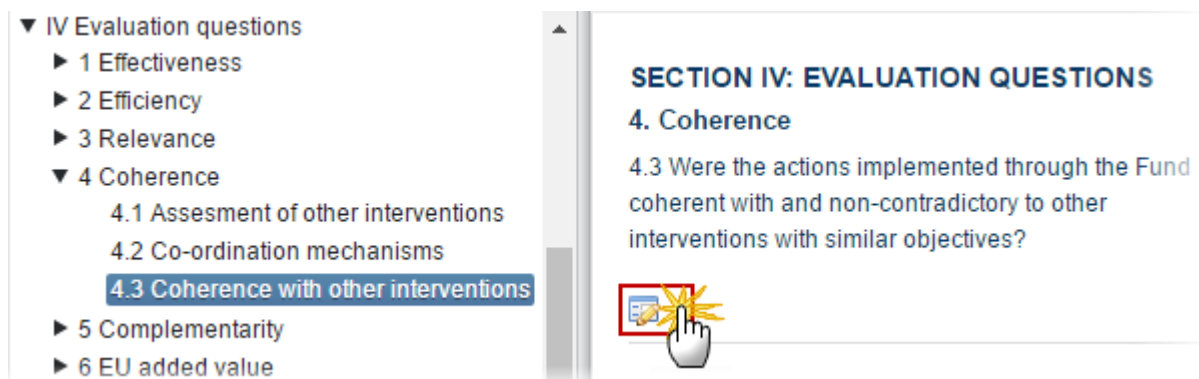 ▼ IV Evaluation questions
► 1 Effectiveness
► 2 Efficiency
► 3 Relevance
▼ 4 Coherence
4.1 Assesment of other interventions
4.2 Co-ordination mechanisms
4.3 Coherence with other interventions
► 5 Complementarity
► 6 EU added value
SECTION IV: EVALUATION QUESTIONS
4. Coherence
4.3 Were the actions implemented through the Fund
coherent with and non-contradictory to other
interventions with similar objectives?